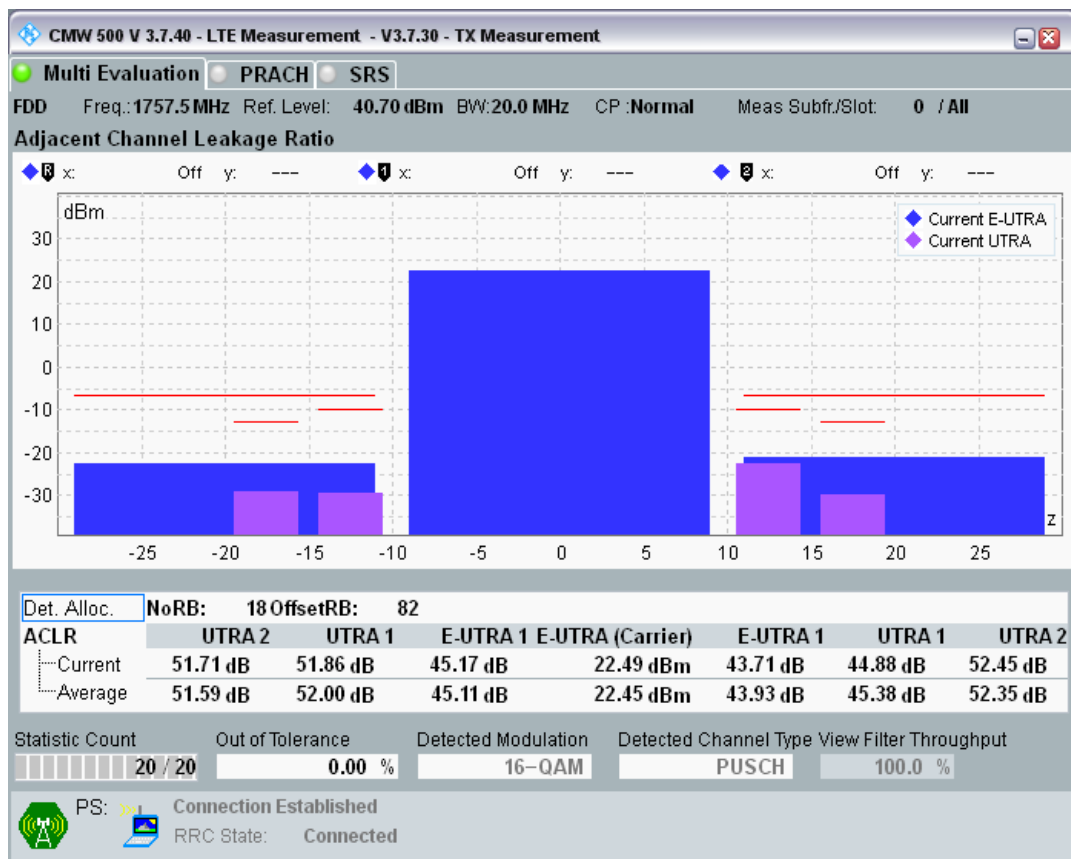 CMW 500 V 3.7.40 - LTE Measurement - V3.7.30 - TX Measurement
Multi Evaluation PRACH SRS
FDD Freq.:1757.5 MHz Ref. Level: 40.70 dBm BW:20.0 MHz CP :Normal Meas Subfr./Slot: 0 / All
Adjacent Channel Leakage Ratio
R x: Off y: --- 1 x: Off y: --- 2 x: Off y: ---
dBm
Current E-UTRA
Current UTRA
30
20
10
0
-10
-20
-30
z
-25 -20 -15 -10 -5 0 5 10 15 20 25
Det. Alloc. NoRB: 18 OffsetRB: 82
ACLR UTRA 2 UTRA 1 E-UTRA 1 E-UTRA (Carrier) E-UTRA 1 UTRA 1 UTRA 2
Current 51.71 dB 51.86 dB 45.17 dB 22.49 dBm 43.71 dB 44.88 dB 52.45 dB
Average 51.59 dB 52.00 dB 45.11 dB 22.45 dBm 43.93 dB 45.38 dB 52.35 dB
Statistic Count Out of Tolerance Detected Modulation Detected Channel Type View Filter Throughput
20 / 20 0.00 % 16-QAM PUSCH 100.0 %
PS: Connection Established
RRC State: Connected